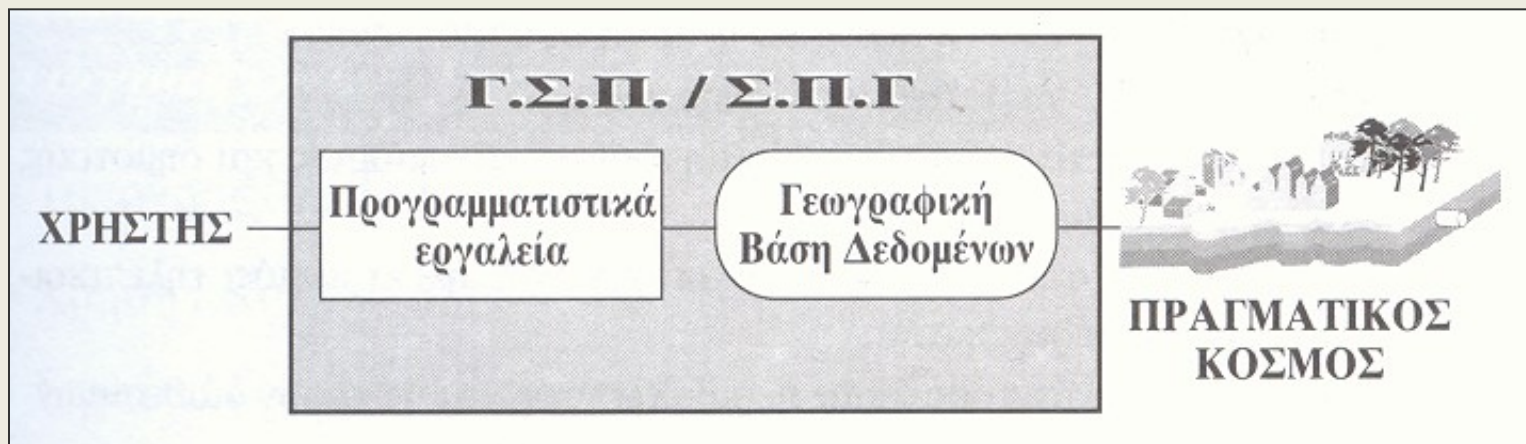 Γ.Σ.Π. / Σ.Π.Γ
ΧΡΗΣΤΗΣ
Προγραμματιστικά
εργαλεία
Γεωγραφική
Βάση Δεδομένων
ΠΡΑΓΜΑΤΙΚΟΣ
ΚΟΣΜΟΣ